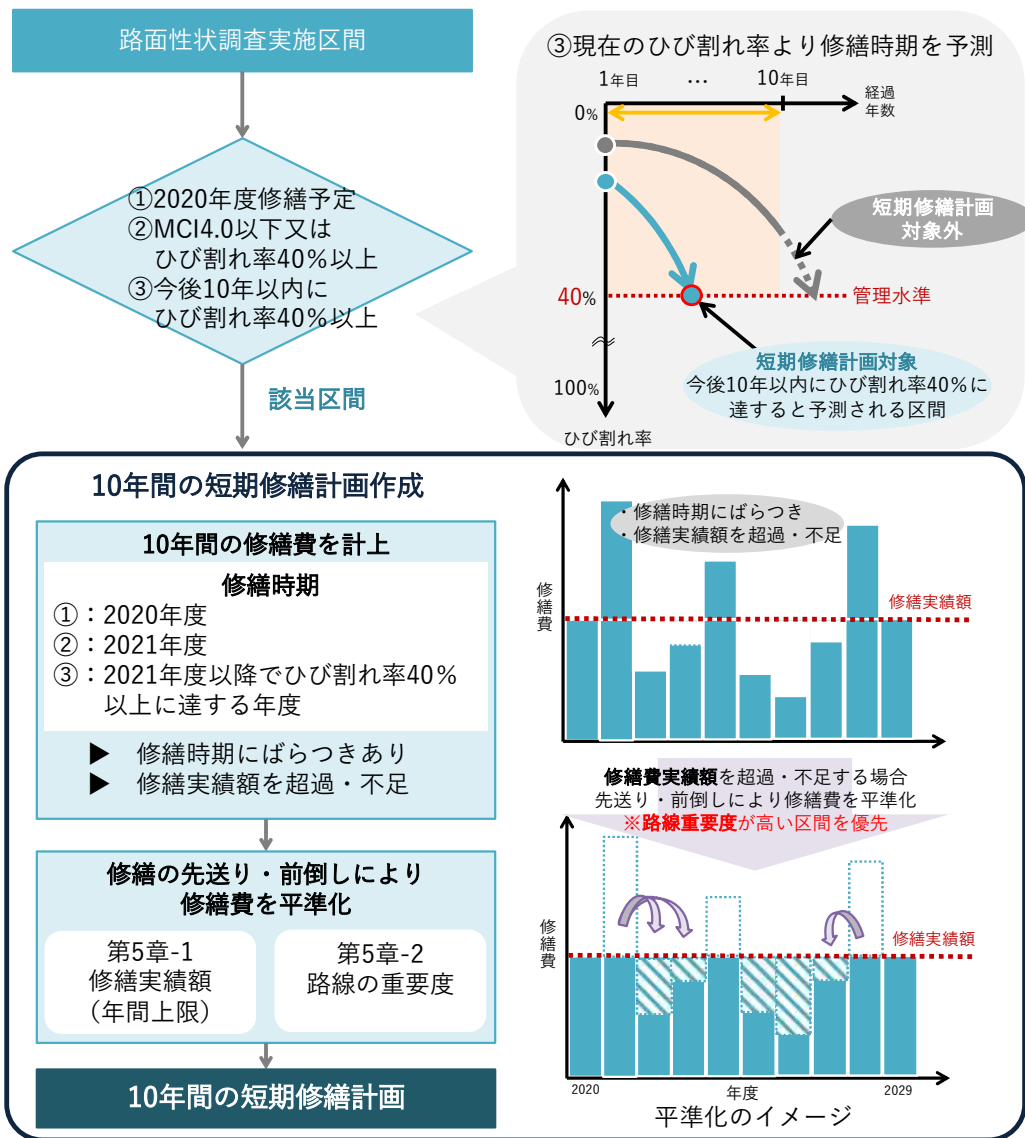 路面性状調査実施区間
①2020年度修繕予定
②MCI4.0以下又は
ひび割れ率40%以上
③今後10年以内に
ひび割れ率40%以上
該当区間
③現在のひび割れ率より修繕時期を予測
1年目
…
10年目
経過
年数
0%
短期修繕計画
対象外
40%
管理水準
短期修繕計画対象
今後10年以内にひび割れ率40%に
達すると予測される区間
100%
ひび割れ率
10年間の短期修繕計画作成
10年間の修繕費を計上
修繕時期
①：2020年度
②：2021年度
③：2021年度以降でひび割れ率40%
以上に達する年度
▶ 修繕時期にばらつきあり
▶ 修繕実績額を超過・不足
修繕の先送り・前倒しにより
修繕費を平準化
第5章-1
修繕実績額
（年間上限）
第5章-2
路線の重要度
10年間の短期修繕計画
・修繕時期にばらつき
・修繕実績額を超過・不足
修繕費
修繕実績額
修繕費実績額を超過・不足する場合
先送り・前倒しにより修繕費を平準化
※路線重要度が高い区間を優先
修繕費
修繕実績額
2020
年度
2029
平準化のイメージ